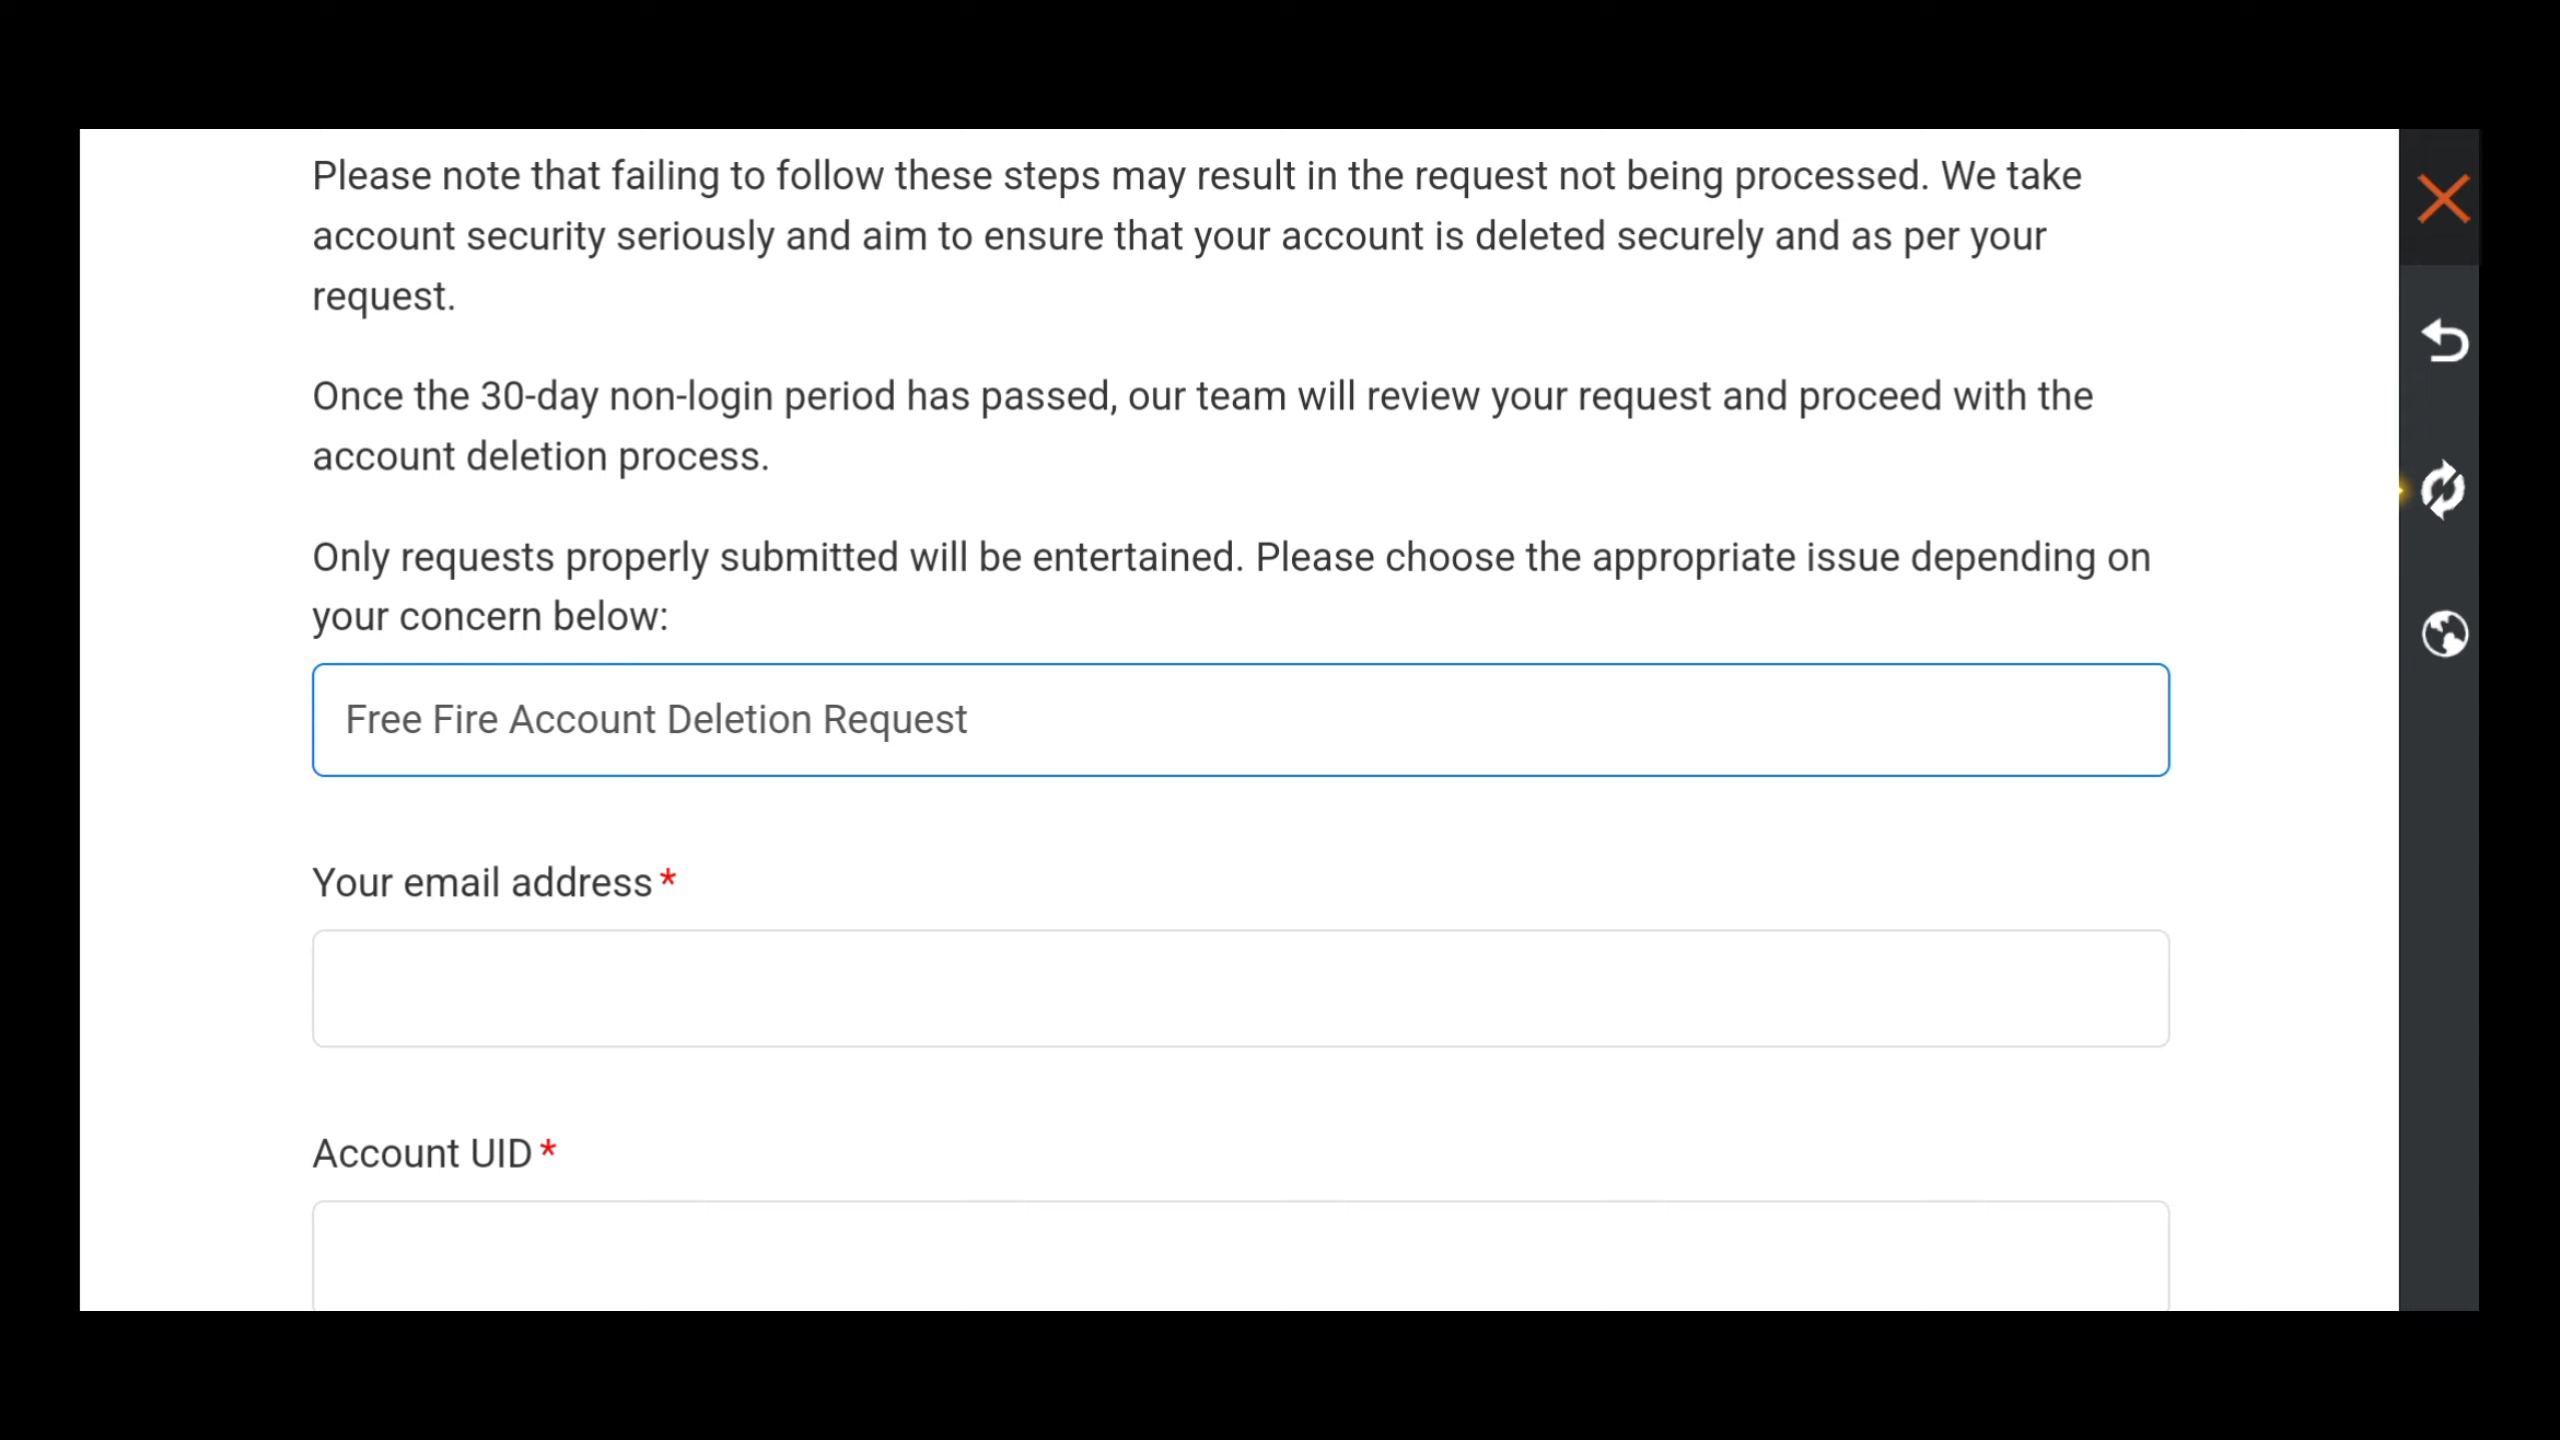 Please note that failing to follow these steps may result in the request not being processed. We take
account security seriously and aim to ensure that your account is deleted securely and as per your
request.
Once the 30-day non-login period has passed, our team will review your request and proceed with the
account deletion process.
Only requests properly submitted will be entertained. Please choose the appropriate issue depending on
your concern below:
Free Fire Account Deletion Request
Your email address *
Account UID *